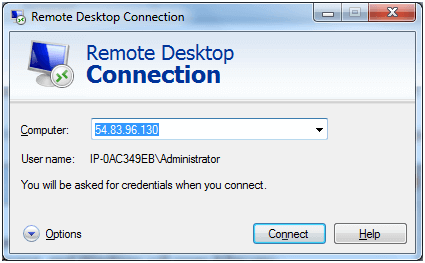 Remote Desktop Connection
Remote Desktop
Connection
Computer: 54.83.96.130
User name: IP-0AC349EB\Administrator
You will be asked for credentials when you connect.
Options Connect Help